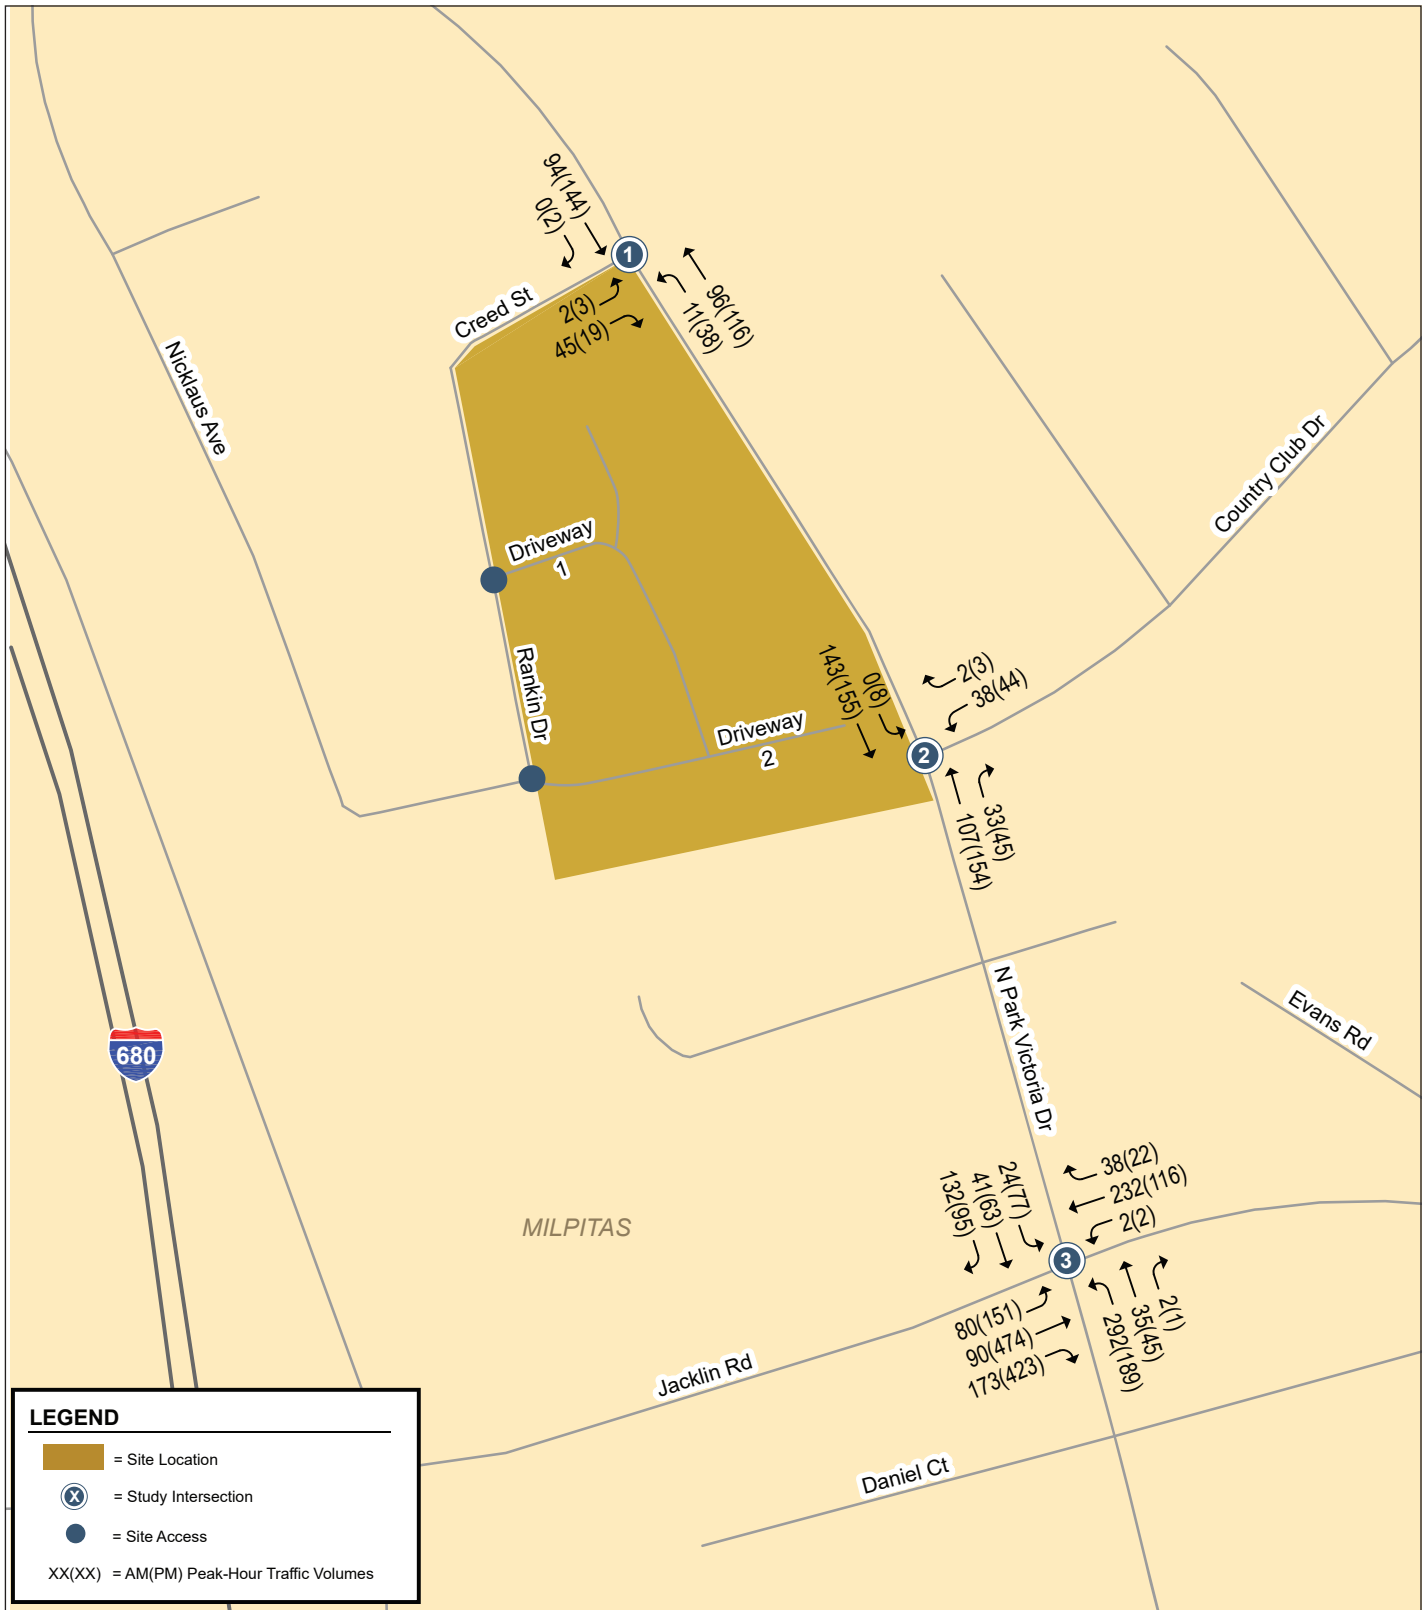 94(144)
0(2)
1
96(116)
11(38)
2(3)
45(19)
Creed St
Nicklaus Ave
Country Club Dr
Driveway
1
Rankin Dr
143(155)
0(8)
2(3)
38(44)
Driveway
2
2
33(45)
107(154)
N Park Victoria Dr
Evans Rd
680
MILPITAS
132(95)
41(63)
24(77)
38(22)
232(116)
2(2)
3
80(151)
90(474)
173(423)
292(189)
35(45)
2(1)
Jacklin Rd
Daniel Ct
LEGEND
= Site Location
X = Study Intersection
= Site Access
XX(XX) = AM(PM) Peak-Hour Traffic Volumes